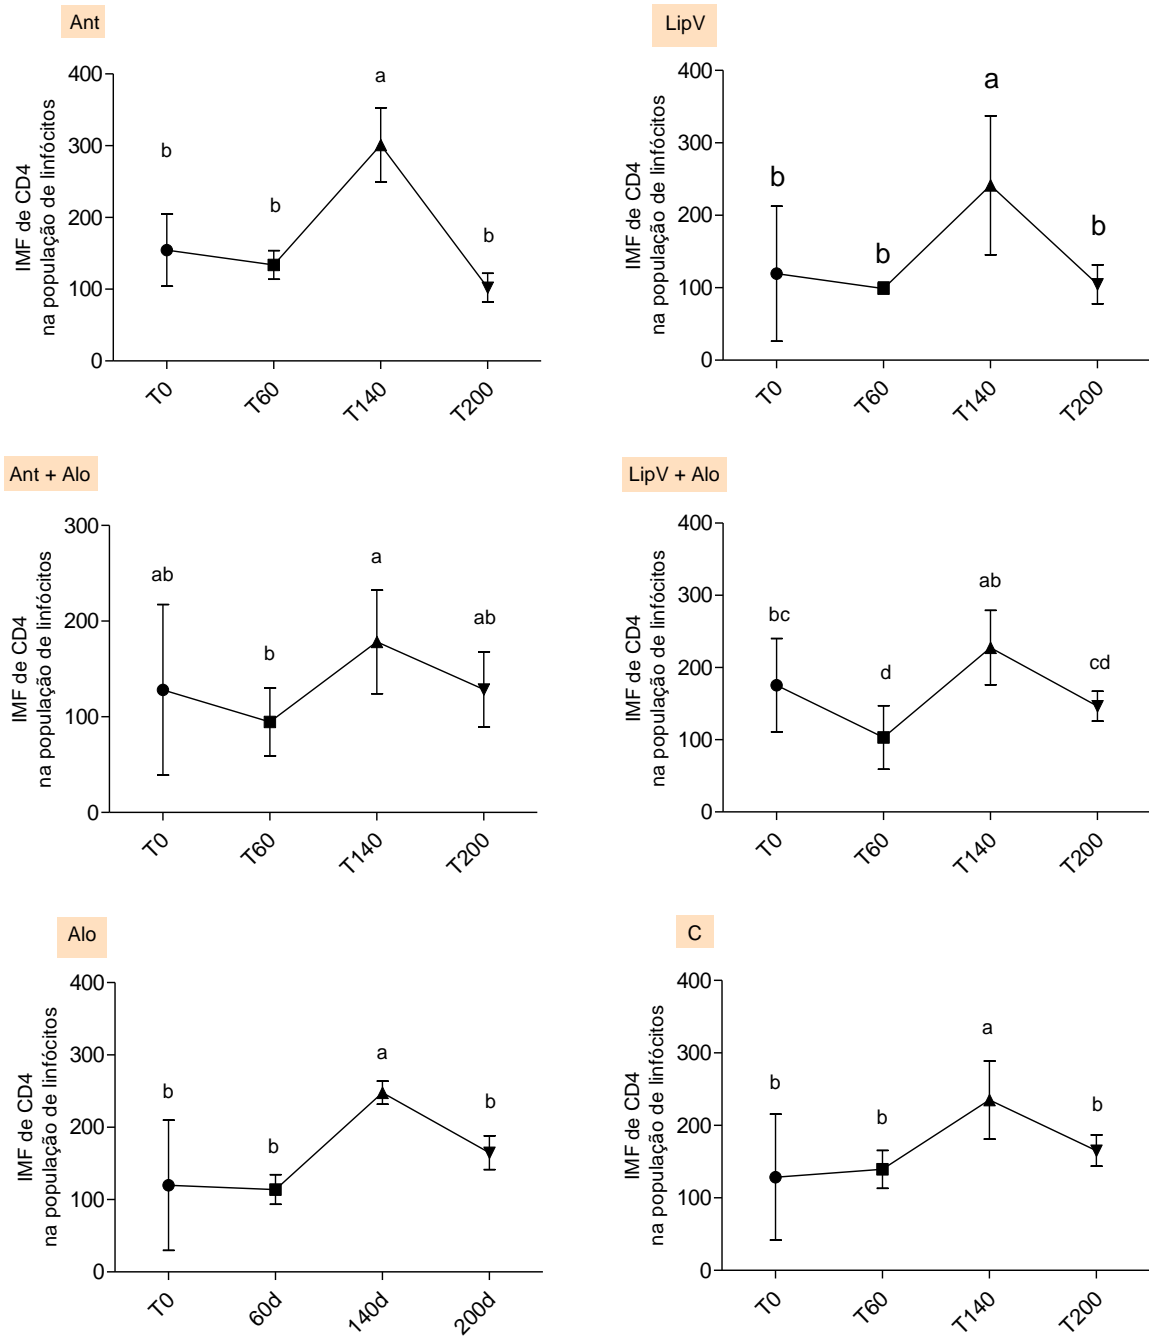 Ant
IMF de CD4
na população de linfócitos
400
300
200
100
0
b
b
a
b
T0
T60
T140
T200
LipV
IMF de CD4
na população de linfócitos
400
300
200
100
0
b
b
a
b
T0
T60
T140
T200
Ant + Alo
IMF de CD4
na população de linfócitos
300
200
100
0
ab
b
a
ab
T0
T60
T140
T200
LipV + Alo
IMF de CD4
na população de linfócitos
400
300
200
100
0
bc
d
ab
cd
T0
T60
T140
T200
Alo
IMF de CD4
na população de linfócitos
400
300
200
100
0
b
b
a
b
T0
60d
140d
200d
C
IMF de CD4
na população de linfócitos
400
300
200
100
0
b
b
a
b
T0
T60
T140
T200